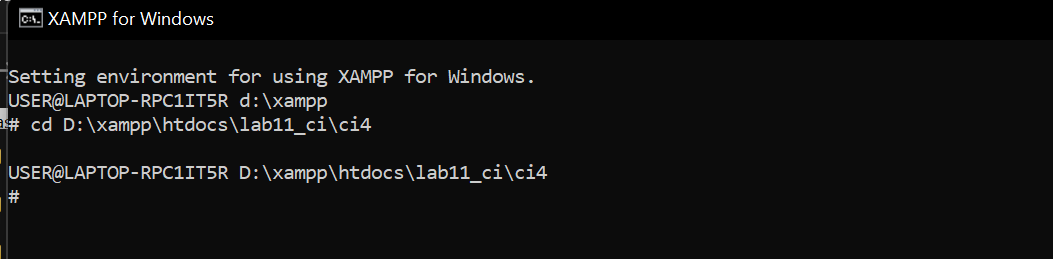 XAMPP for Windows
Setting environment for using XAMPP for Windows.
USER@LAPTOP-RPC1IT5R d:\xampp
# cd D:\xampp\htdocs\lab11_ci\ci4
USER@LAPTOP-RPC1IT5R D:\xampp\htdocs\lab11_ci\ci4
#